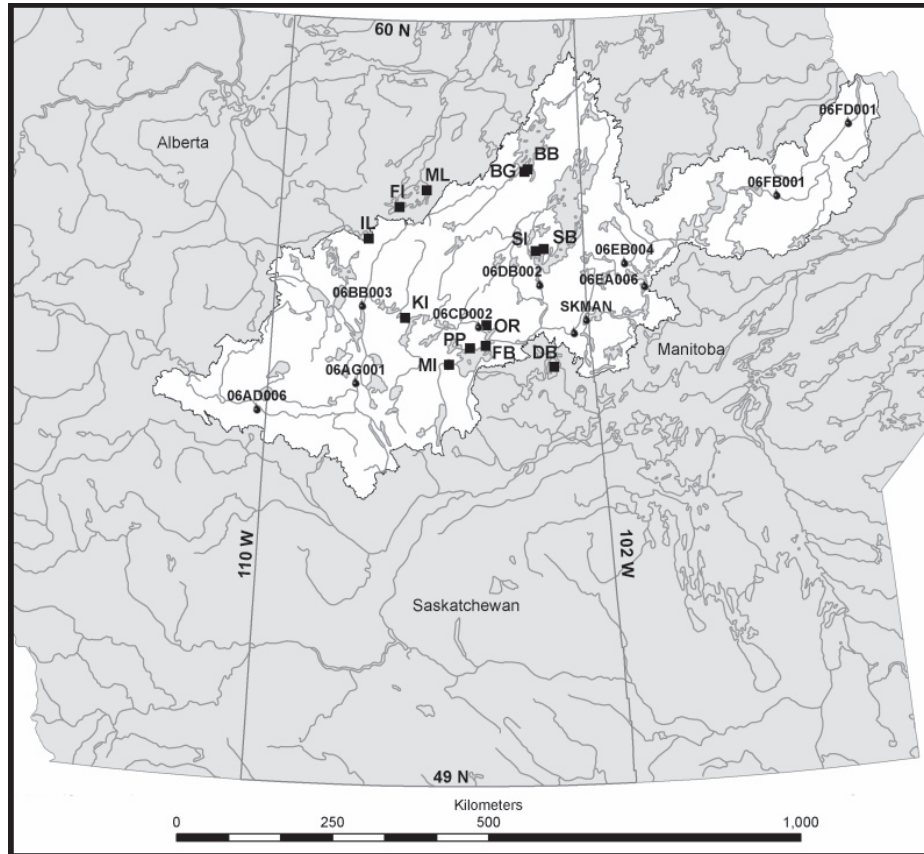 60 N
06FD001
Alberta
BB
BG
ML
FI
06FB001
IL
SI
SB
06EB004
06DB002
06EA006
06BB003
KI
06CD002
OR
SKMAN
PP
FB
DB
MI
Manitoba
06AG001
06AD006
110 W
102 W
Saskatchewan
49 N
Kilometers
0 250 500 1,000